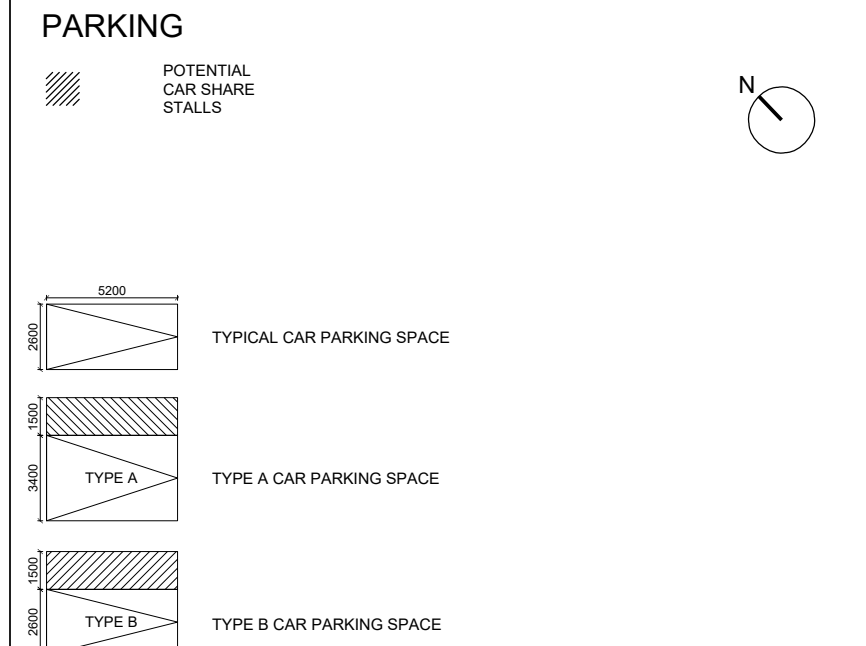 PARKING
POTENTIAL
CAR SHARE
STALLS
N
5200
2600
TYPICAL CAR PARKING SPACE
1500
3400
TYPE A
TYPE A CAR PARKING SPACE
1500
2600
TYPE B
TYPE B CAR PARKING SPACE